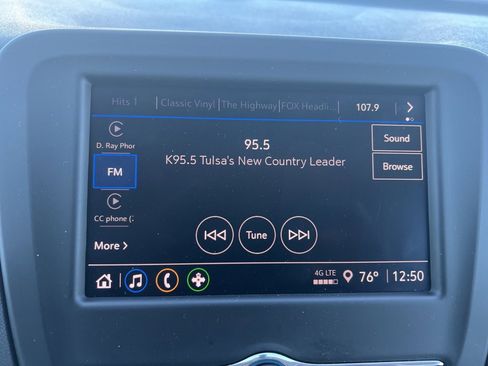 Hits 1 Classic Vinyl The Highway FOX Headli... 107.9
D. Ray Phor
95.5
Sound
K95.5 Tulsa's New Country Leader
Browse
FM
CC phone (2
More
Tune
4G LTE
76° 12:50